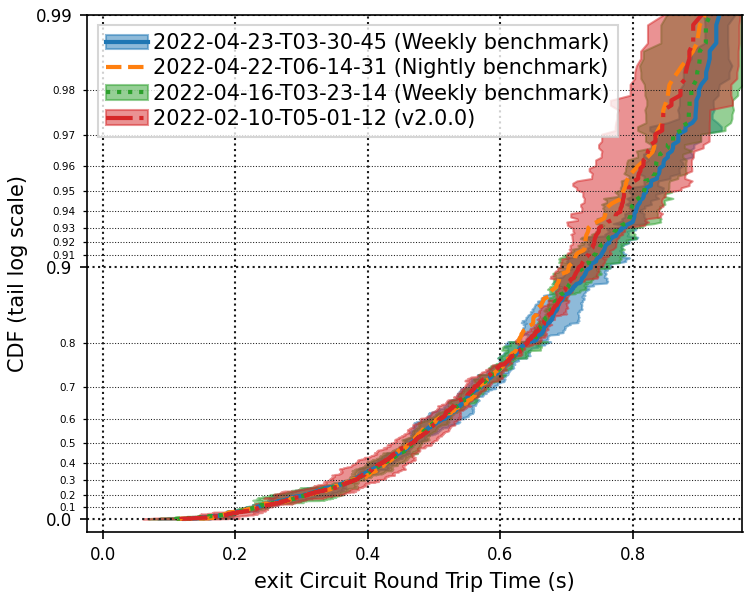 0.99
2022-04-23-T03-30-45 (Weekly benchmark)
2022-04-22-T06-14-31 (Nightly benchmark)
2022-04-16-T03-23-14 (Weekly benchmark)
2022-02-10-T05-01-12 (v2.0.0)
0.98
0.97
0.96
0.95
0.94
0.93
0.92
0.91
0.9
0.8
0.7
0.6
0.5
0.4
0.3
0.2
0.1
0.0
CDF (tail log scale)
0.0 0.2 0.4 0.6 0.8
exit Circuit Round Trip Time (s)